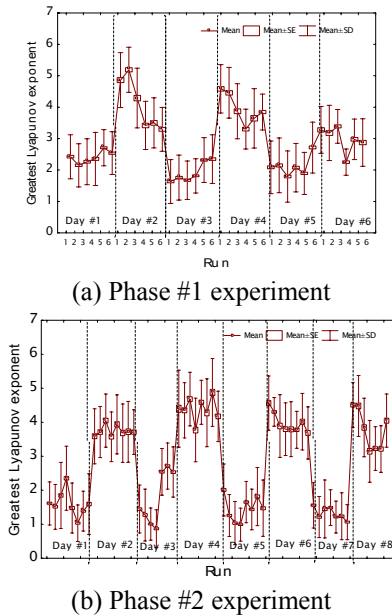 (a)
7
Mean Mean±SE Mean±SD
6
5
4
3
2
1
0
Greatest Lyapunov exponent
Day #1 Day #2 Day #3 Day #4 Day #5 Day #6
1 2 3 4 5 6 1 2 3 4 5 6 1 2 3 4 5 6 1 2 3 4 5 6 1 2 3 4 5 6 1 2 3 4 5 6
Run
(a) Phase #1 experiment
7
Mean Mean±SE Mean±SD
6
5
4
3
2
1
0
Greatest Lyapunov exponent
Day #1 Day #2 Day #3 Day #4 Day #5 Day #6 Day #7 Day #8
Run
b
(b) Phase #2 experiment